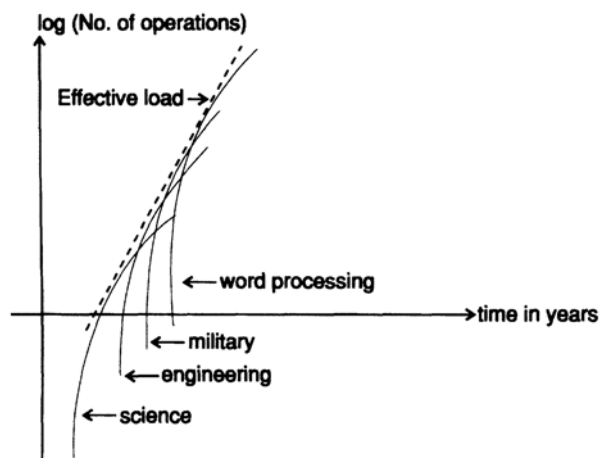 log (No. of operations)
Effective load
word processing
time in years
military
engineering
science